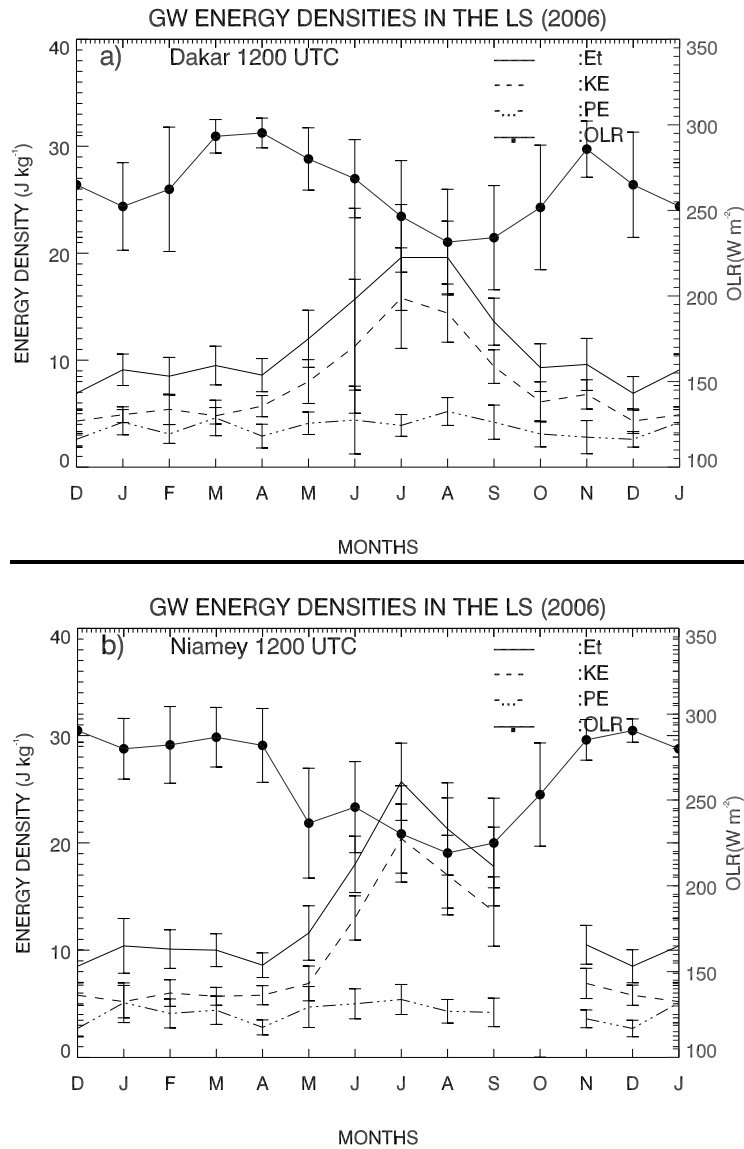 GW ENERGY DENSITIES IN THE LS (2006)
a) Dakar 1200 UTC
:Et
:KE
:PE
:OLR
ENERGY DENSITY (J kg⁻¹)
40
30
20
10
0
OLR(W m⁻²)
350
300
250
200
150
100
D J F M A M J J A S O N D J
MONTHS
GW ENERGY DENSITIES IN THE LS (2006)
b) Niamey 1200 UTC
:Et
:KE
:PE
:OLR
ENERGY DENSITY (J kg⁻¹)
40
30
20
10
0
OLR(W m⁻²)
350
300
250
200
150
100
D J F M A M J J A S O N D J
MONTHS